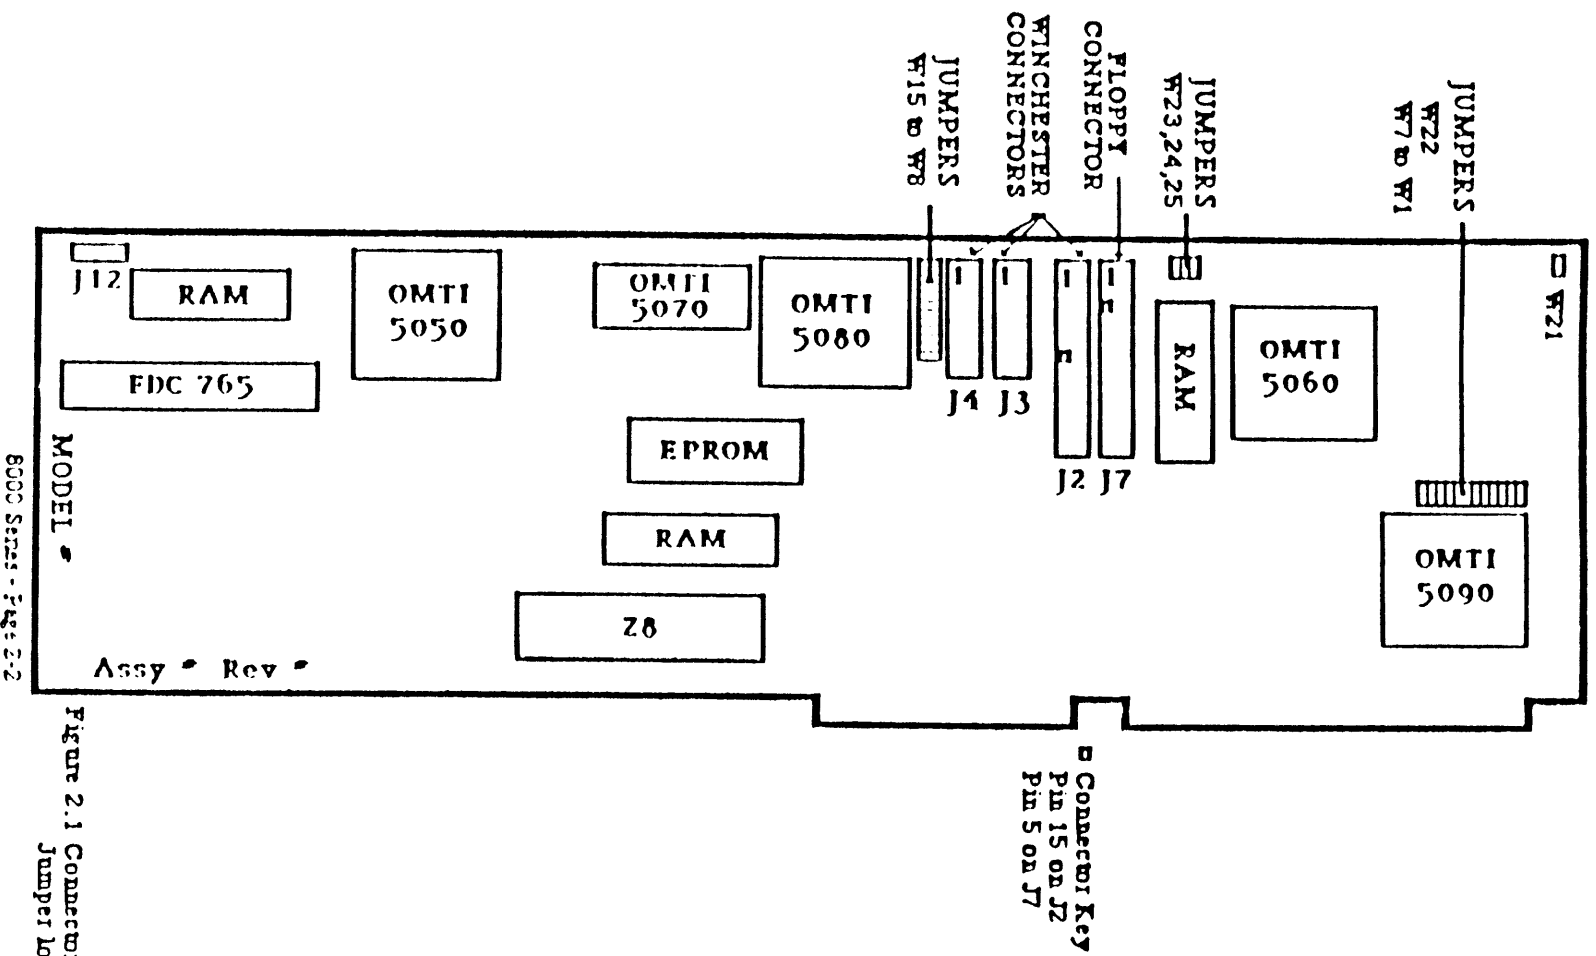 JUMPERS
W15 to W8
WINCHESTER
CONNECTORS
FLOPPY
CONNECTOR
JUMPERS
W23,24,25
JUMPERS
W22
W7 to W1
J12
RAM
OMTI
5050
OMTI
5070
OMTI
5080
J4
J3
J2
J7
RAM
OMTI
5060
W21
FDC 765
EPROM
RAM
Z8
OMTI
5090
MODEL #
Assy # Rev #
Connector Key
Pin 15 on J2
Pin 5 on J7
Figure 2.1 Connector
Jumper lo
8000 Series - Page 2-2